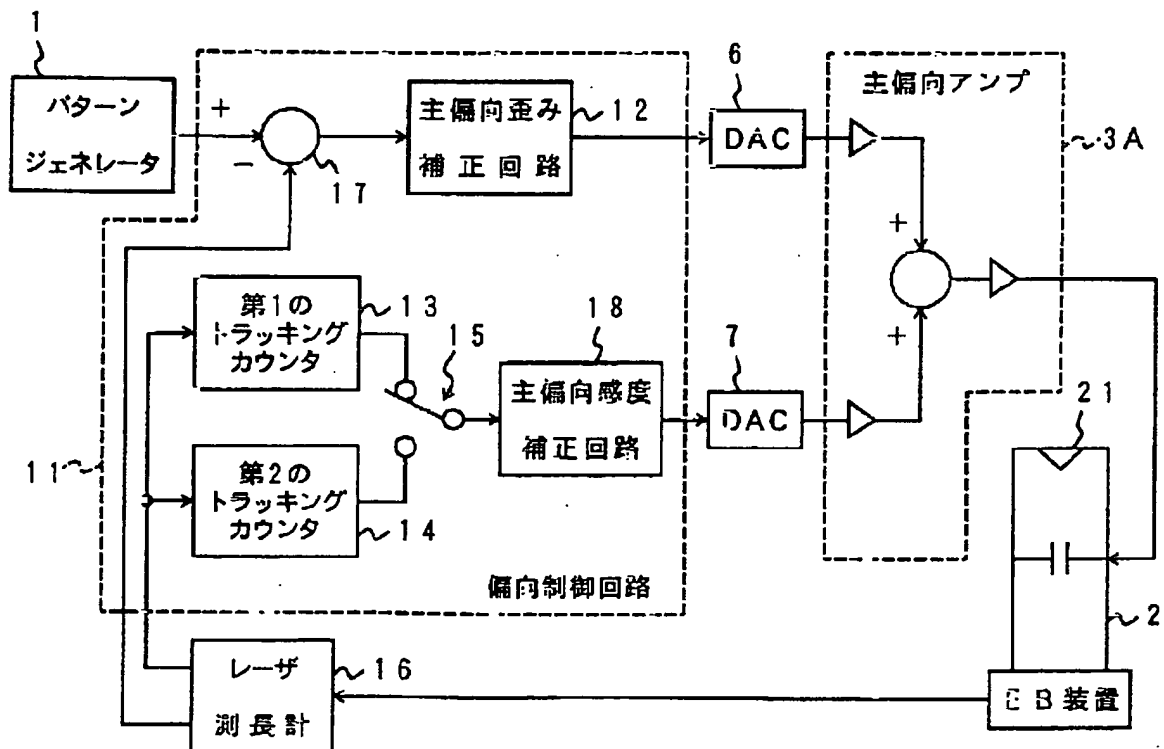 1
パターン
ジェネレータ
+
−
17
主偏向歪み
補正回路
12
6
DAC
主偏向アンプ
3A
+
+
第1の
トラッキング
カウンタ
13
15
18
主偏向感度
補正回路
7
DAC
第2の
トラッキング
カウンタ
14
11
偏向制御回路
21
2
EB装置
レーザ
測長計
16